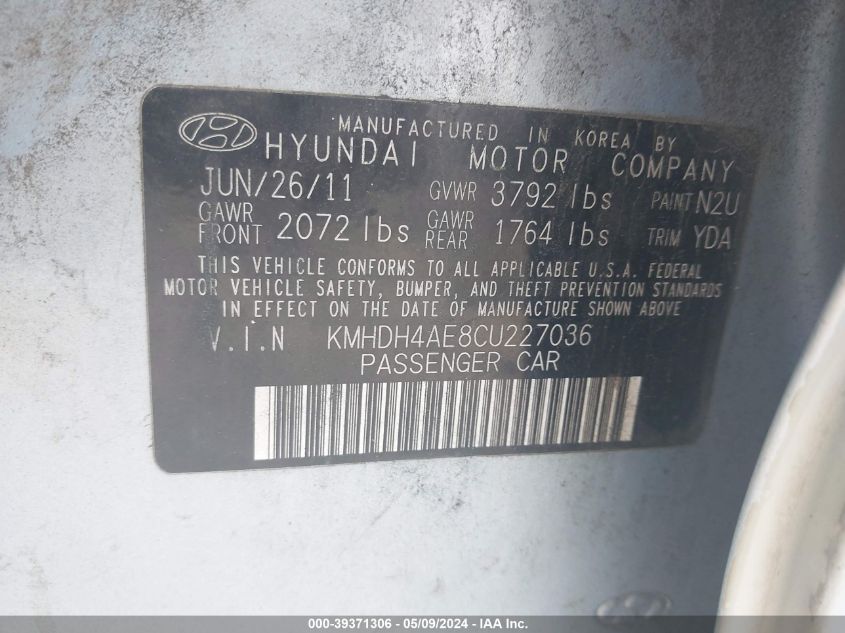 MANUFACTURED IN KOREA BY
HYUNDAI MOTOR COMPANY
JUN/26/11 GVWR 3792 lbs PAINT N2U
GAWR FRONT 2072 lbs GAWR REAR 1764 lbs TRIM YDA
THIS VEHICLE CONFORMS TO ALL APPLICABLE U.S.A. FEDERAL
MOTOR VEHICLE SAFETY, BUMPER, AND THEFT PREVENTION STANDARDS
IN EFFECT ON THE DATE OF MANUFACTURE SHOWN ABOVE
V.I.N KMHDH4AE8CU227036
PASSENGER CAR
000-39371306 - 05/09/2024 - IAA Inc.